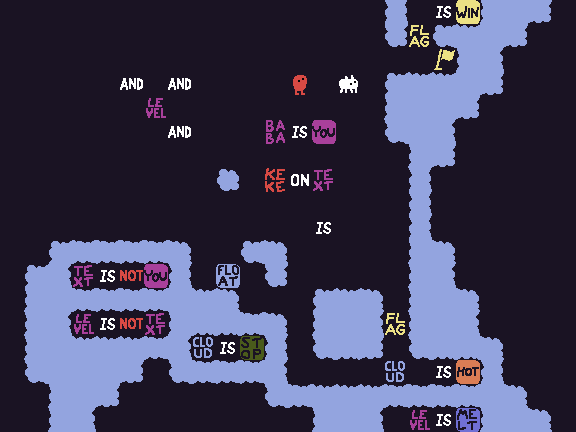 IS WIN
FLAG
AND AND
LEVEL
AND
BABA IS YOU
KEKE ON TEXT
IS
TEXT IS NOT YOU
FLOAT
LEVEL IS NOT TEXT
FLAG
CLOUD IS STOP
CLOUD IS HOT
LEVEL IS MELT